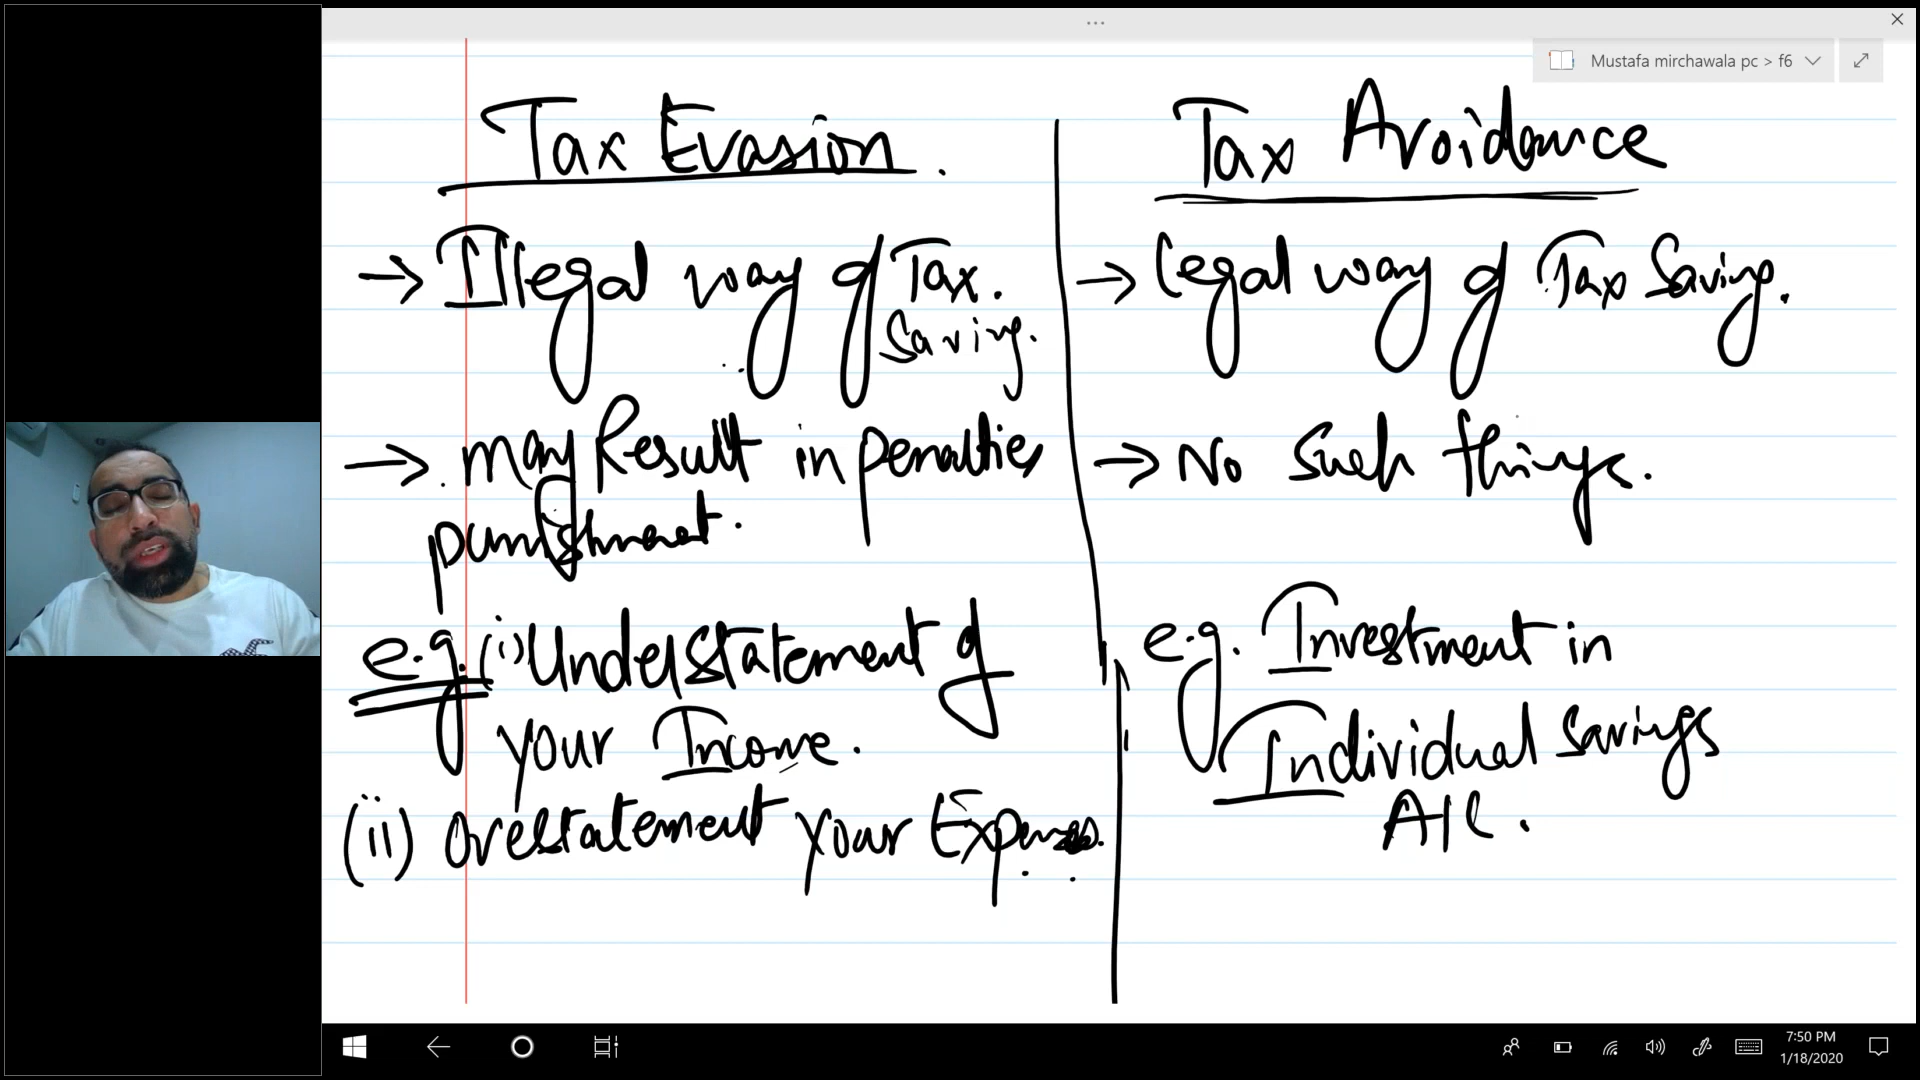 Mustafa mirchawala pc > f6
Tax Evasion.
→ Illegal way of Tax.
Saving.
→ may Result in penalties
punishment.
e.g. (i) Understatement of
your Income.
(ii) overstatement your Expenses.
Tax Avoidance
→ legal way of Tax Saving.
→ No Such things.
e.g. Investment in
Individual Savings
A/C.
7:50 PM
1/18/2020